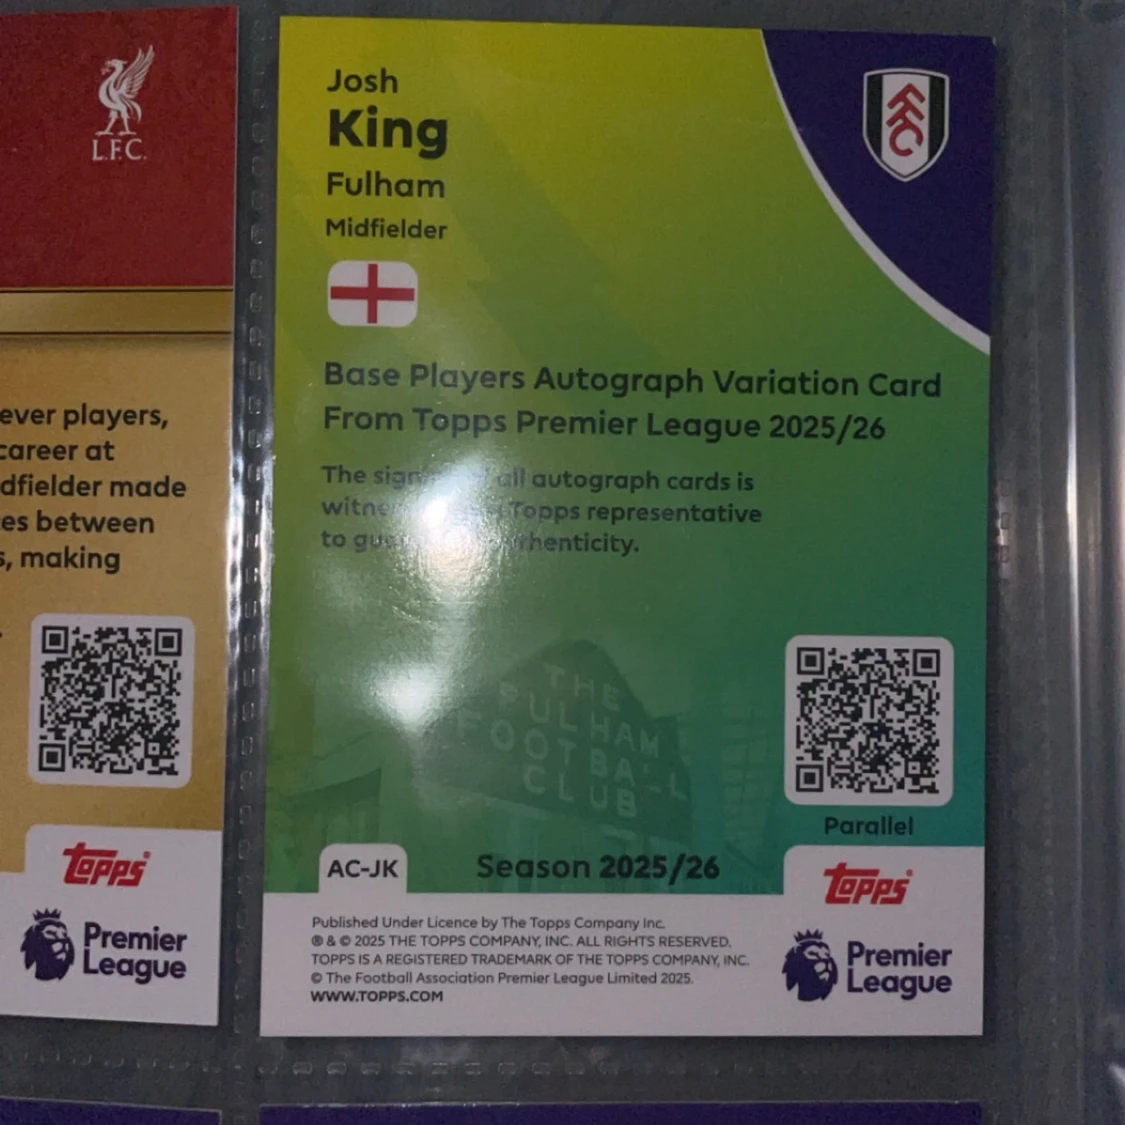 L.F.C.
ever players,
career at
dfielder made
es between
s, making
topps
Premier
League
Josh
King
Fulham
Midfielder
FFC
Base Players Autograph Variation Card
From Topps Premier League 2025/26
The all autograph cards is
Topps representative
to
THE
FULHAM
FOOTBALL
CLUB
Parallel
AC-JK
Season 2025/26
topps
Published Under Licence by The Topps Company Inc.
® & © 2025 THE TOPPS COMPANY, INC. ALL RIGHTS RESERVED.
TOPPS IS A REGISTERED TRADEMARK OF THE TOPPS COMPANY, INC.
© The Football Association Premier League Limited 2025.
WWW.TOPPS.COM
Premier
League